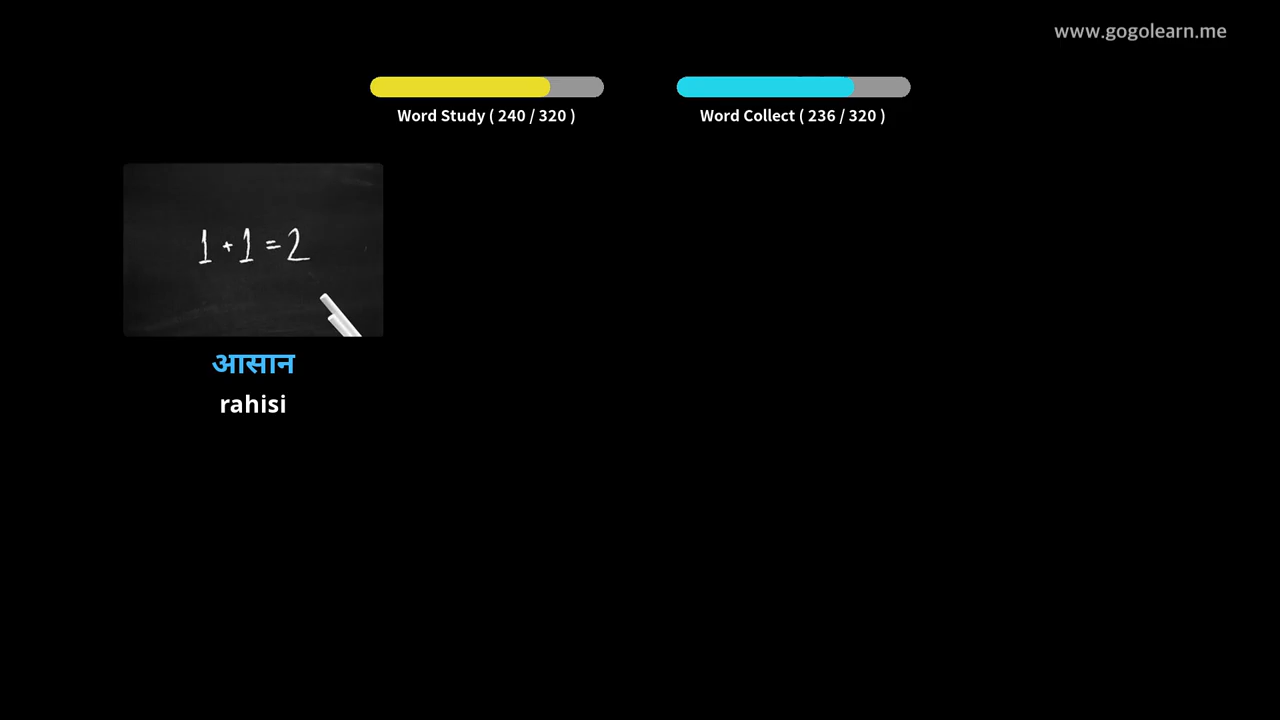 www.gogolearn.me
Word Study ( 240 / 320 )
Word Collect ( 236 / 320 )
1 + 1 = 2
आसान
rahisi